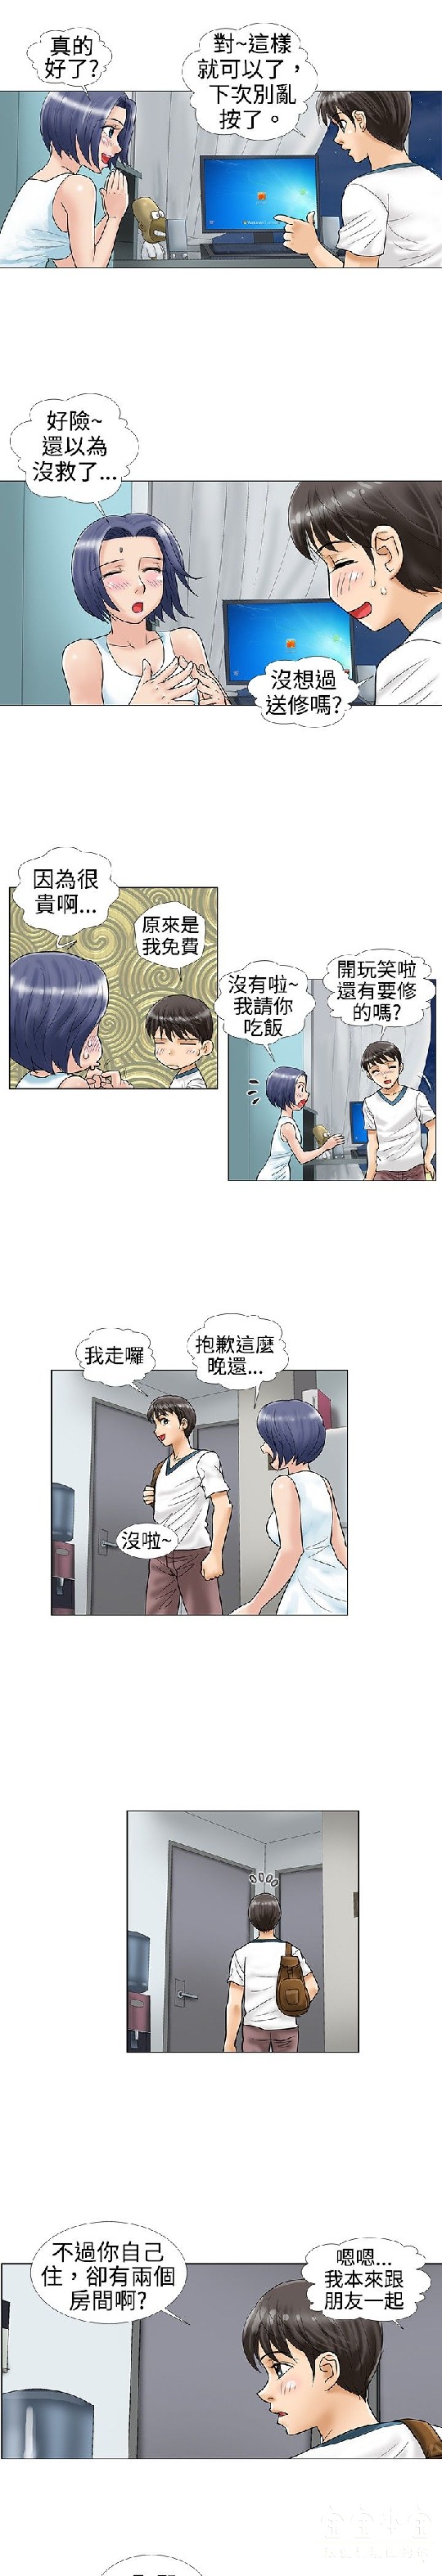 真的
好了?
對~這樣
就可以了，
下次別亂
按了。
好險~
還以為
沒救了...
沒想過
送修嗎?
因為很
貴啊...
原來是
我免費
沒有啦~
我請你
吃飯
開玩笑啦
還有要修
的嗎?
我走囉
抱歉這麼
晚還...
沒啦~
不過你自己
住，卻有兩個
房間啊?
嗯嗯...
我本來跟
朋友一起